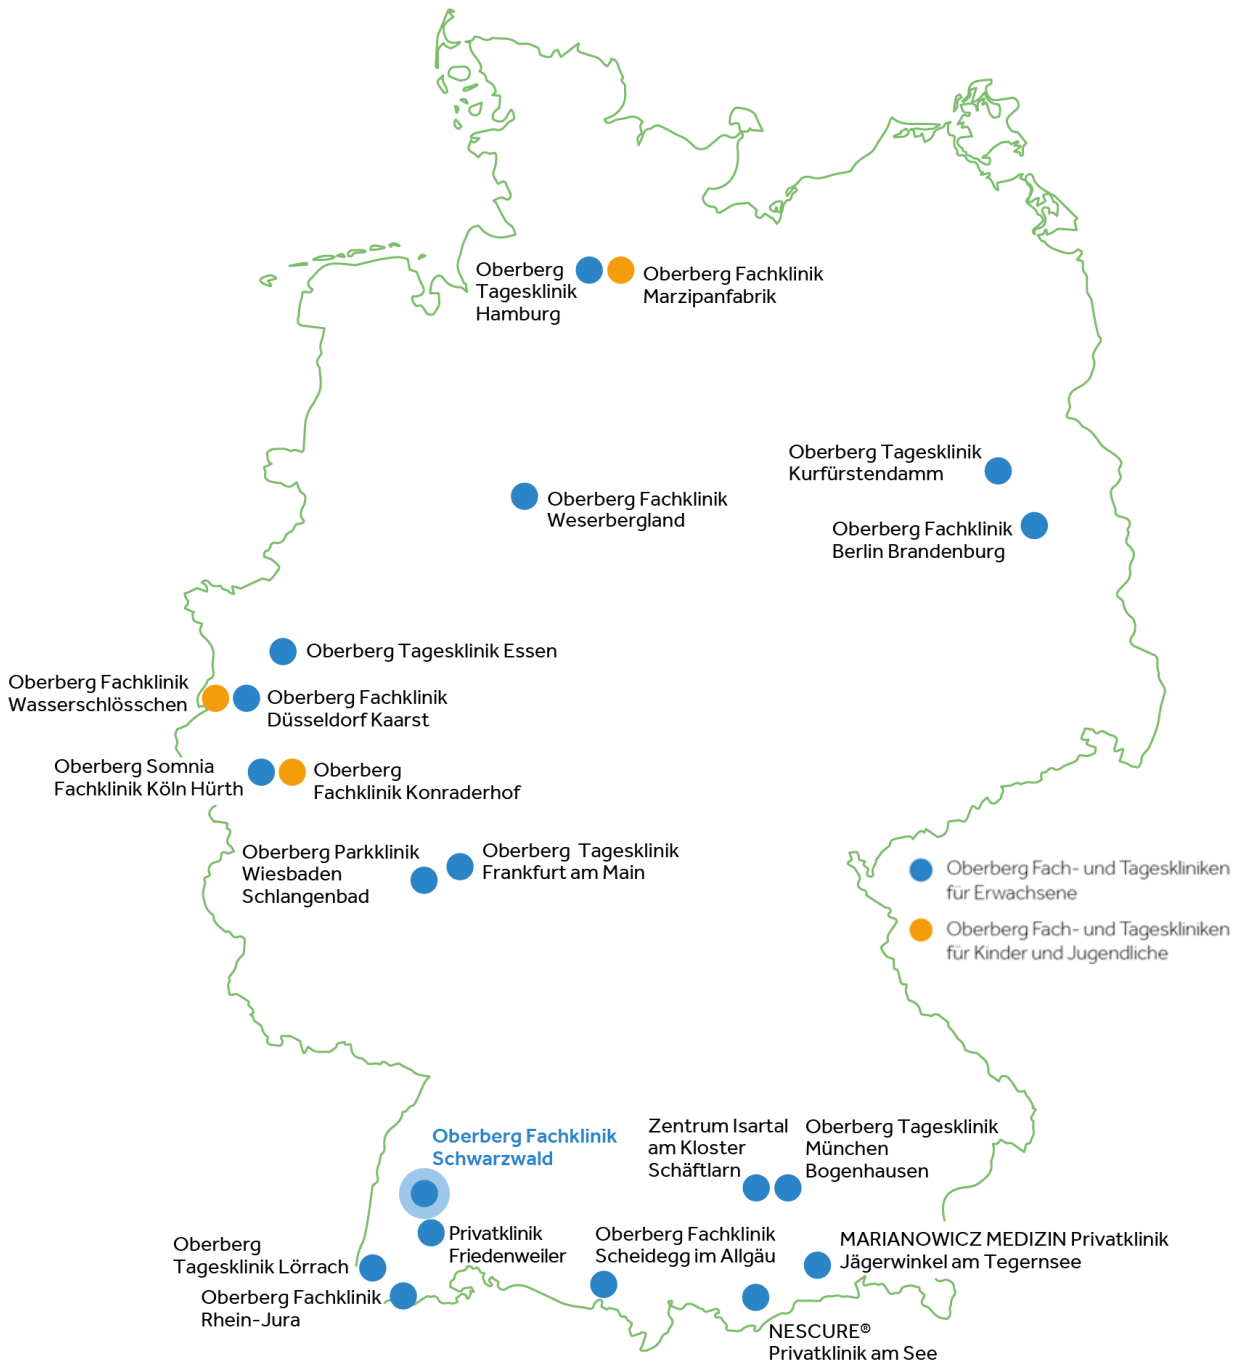 Oberberg
Tagesklinik
Hamburg
Oberberg Fachklinik
Marzipanfabrik
Oberberg Tagesklinik
Kurfürstendamm
Oberberg Fachklinik
Weserbergland
Oberberg Fachklinik
Berlin Brandenburg
Oberberg Tagesklinik Essen
Oberberg Fachklinik
Wasserschlösschen
Oberberg Fachklinik
Düsseldorf Kaarst
Oberberg Somnia
Fachklinik Köln Hürth
Oberberg
Fachklinik Konraderhof
Oberberg Parkklinik
Wiesbaden
Schlangenbad
Oberberg Tagesklinik
Frankfurt am Main
Oberberg Fach- und Tageskliniken
für Erwachsene
Oberberg Fach- und Tageskliniken
für Kinder und Jugendliche
Oberberg Fachklinik
Schwarzwald
Zentrum Isartal
am Kloster
Schäftlarn
Oberberg Tagesklinik
München
Bogenhausen
Privatklinik
Friedenweiler
Oberberg Fachklinik
Scheidegg im Allgäu
MARIANOWICZ MEDIZIN Privatklinik
Jägerwinkel am Tegernsee
Oberberg
Tagesklinik Lörrach
Oberberg Fachklinik
Rhein-Jura
NESCURE®
Privatklinik am See